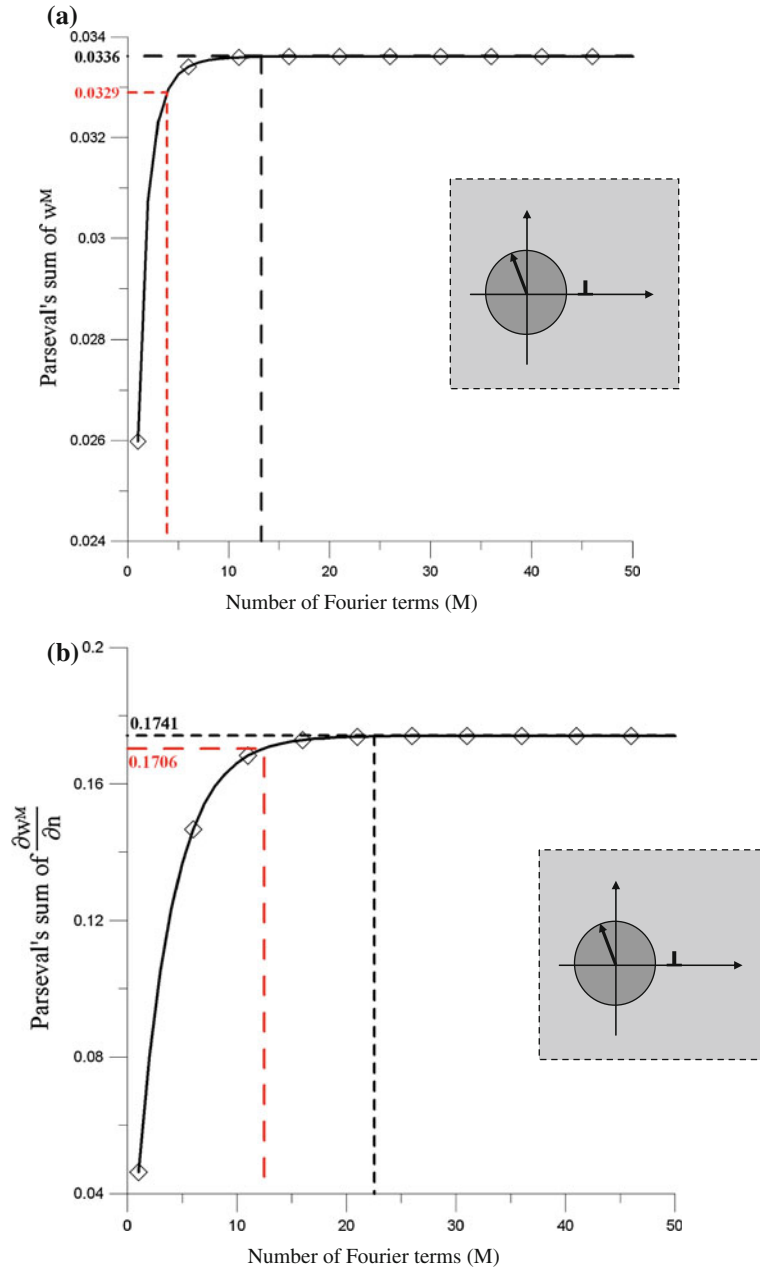 (a)
0.034
0.0336
0.0329
0.032
0.03
0.028
0.026
0.024
Parseval's sum of wᴹ
0 10 20 30 40 50
Number of Fourier terms (M)
(b)
0.2
0.1741
0.1706
0.16
0.12
0.08
0.04
Parseval's sum of ∂wᴹ/∂n
0 10 20 30 40 50
Number of Fourier terms (M)